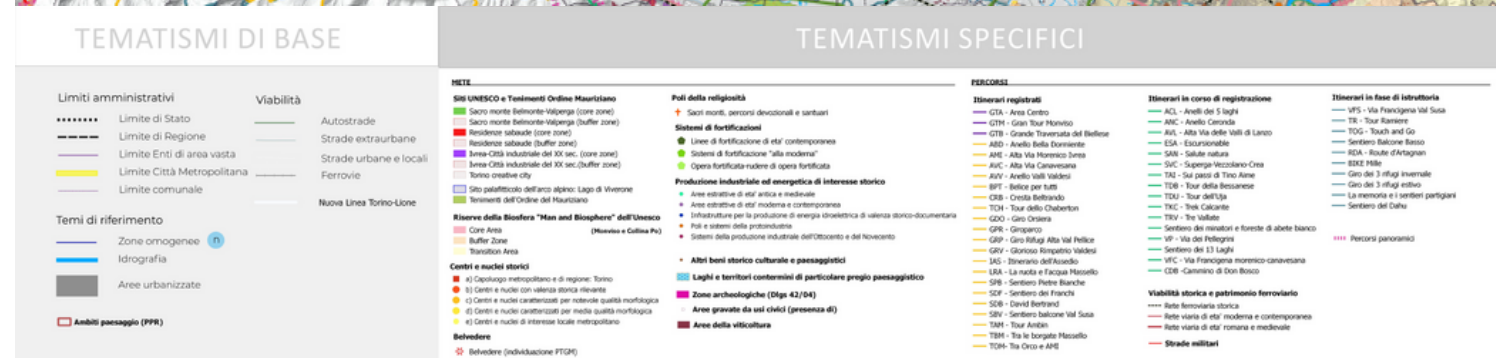 TEMATISMI DI BASE
TEMATISMI SPECIFICI
Limiti amministrativi
Limite di Stato
Limite di Regione
Limite Enti di area vasta
Limite Città Metropolitana
Limite comunale
Temi di riferimento
Zone omogenee n
Idrografia
Aree urbanizzate
Ambiti paesaggio (PPR)
Viabilità
Autostrade
Strade extraurbane
Strade urbane e locali
Ferrovie
Nuova Linea Torino-Lione
METE
Siti UNESCO e Tenimenti Ordine Mauriziano
Sacro monte Belmonte-Valperga (core zone)
Sacro monte Belmonte-Valperga (buffer zone)
Residenze sabaude (core zone)
Residenze sabaude (buffer zone)
Ivrea-Città industriale del XX sec. (core zone)
Ivrea-Città industriale del XX sec.(buffer zone)
Torino creative city
Sito palafitticolo dell'arco alpino: Lago di Viverone
Tenimenti dell'Ordine del Mauriziano
Riserve della Biosfera "Man and Biosphere" dell'Unesco
Core Area (Monviso e Collina Po)
Buffer Zone
Transition Area
Centri e nuclei storici
a) Capoluogo metropolitano e di regione: Torino
b) Centri e nuclei con valenza storica rilevante
c) Centri e nuclei caratterizzati per notevole qualità morfologica
d) Centri e nuclei caratterizzati per media qualità morfologica
e) Centri e nuclei di interesse locale metropolitano
Belvedere
Belvedere (individuazione PTGM)
Poli della religiosità
Sacri monti, percorsi devozionali e santuari
Sistemi di fortificazioni
Linee di fortificazione di eta' contemporanea
Sistemi di fortificazione "alla moderna"
Opera fortificata-rudere di opera fortificata
Produzione industriale ed energetica di interesse storico
Aree estrattive di eta' antica e medievale
Aree estrattive di eta' moderna e contemporanea
Infrastrutture per la produzione di energia idroelettrica di valenza storico-documentaria
Poli e sistemi della protoindustria
Sistemi della produzione industriale dell'Ottocento e del Novecento
Altri beni storico culturale e paesaggistici
Laghi e territori contermini di particolare pregio paesaggistico
Zone archeologiche (Dlgs 42/04)
Aree gravate da usi civici (presenza di)
Aree della viticoltura
PERCORSI
Itinerari registrati
GTA - Area Centro
GTM - Gran Tour Monviso
GTB - Grande Traversata del Biellese
ABD - Anello Bella Dormiente
AMI - Alta Via Morenico Ivrea
AVC - Alta Via Canavesana
AVV - Anello Valli Valdesi
BPT - Belice per tutti
CRB - Cresta Beltrando
TCH - Tour dello Chaberton
GDO - Giro Orsiera
GPR - Giroparco
GRP - Giro Rifugi Alta Val Pellice
GRV - Glorioso Rimpatrio Valdesi
IAS - Itinerario dell'Assedio
LRA - La ruota e l'acqua Massello
SPB - Sentiero Pietre Bianche
SDF - Sentiero dei Franchi
SDB - David Bertrand
SBV - Sentiero balcone Val Susa
TAM - Tour Ambin
TBM - Tra le borgate Massello
TOM- Tra Orco e AMI
Itinerari in corso di registrazione
ACL - Anelli dei 5 laghi
ANC - Anello Ceronda
AVL - Alta Via delle Valli di Lanzo
ESA - Escursionable
SAN - Salute natura
SVC - Superga-Vezzolano-Crea
TAI - Sui passi di Tino Aime
TDB - Tour della Bessanese
TDU - Tour dell'Uja
TKC - Trek Calcante
TRV - Tre Vallate
Sentiero dei minatori e foreste di abete bianco
VP - Via dei Pellegrini
Sentiero dei 13 Laghi
VFC - Via Francigena morenico-canavesana
CDB -Cammino di Don Bosco
Viabilità storica e patrimonio ferroviario
Rete ferroviaria storica
Rete viaria di eta' moderna e contemporanea
Rete viaria di eta' romana e medievale
Strade militari
Itinerari in fase di istruttoria
VFS - Via Francigena Val Susa
TR - Tour Ramiere
TOG - Touch and Go
Sentiero Balcone Basso
RDA - Route d'Artagnan
BIKE Mille
Giro dei 3 rifugi invernale
Giro dei 3 rifugi estivo
La memoria e i sentieri partigiani
Sentiero del Dahu
Percorsi panoramici